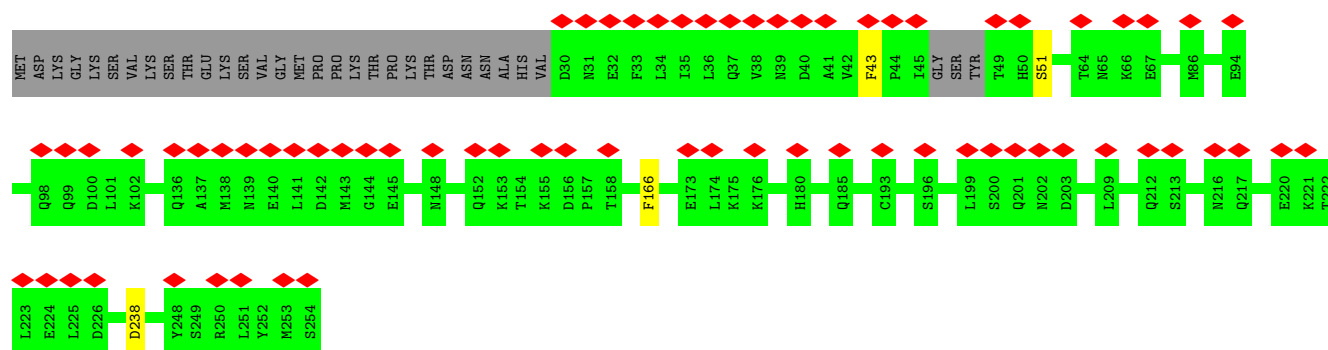 MET ASP LYS GLY LYS SER VAL LYS SER THR GLU LYS SER VAL GLY MET PRO PRO LYS THR PRO LYS THR ASP ASN ASN ALA HIS VAL D30 N31 E32 F33 L34 I35 L36 Q37 V38 N39 D40 A41 V42 F43 P44 I45 GLY SER TYR T49 H50 S51 T64 N65 K66 E67 M86 E94
Q98 Q99 D100 L101 K102 Q136 A137 M138 N139 E140 L141 D142 M143 G144 E145 N148 Q152 K153 T154 K155 D156 P157 T158 F166 E173 L174 K175 K176 H180 Q185 C193 S196 L199 S200 Q201 N202 D203 L209 Q212 S213 N216 Q217 E220 K221 T222
L223 E224 L225 D226 D238 Y248 S249 R250 L251 Y252 M253 S254